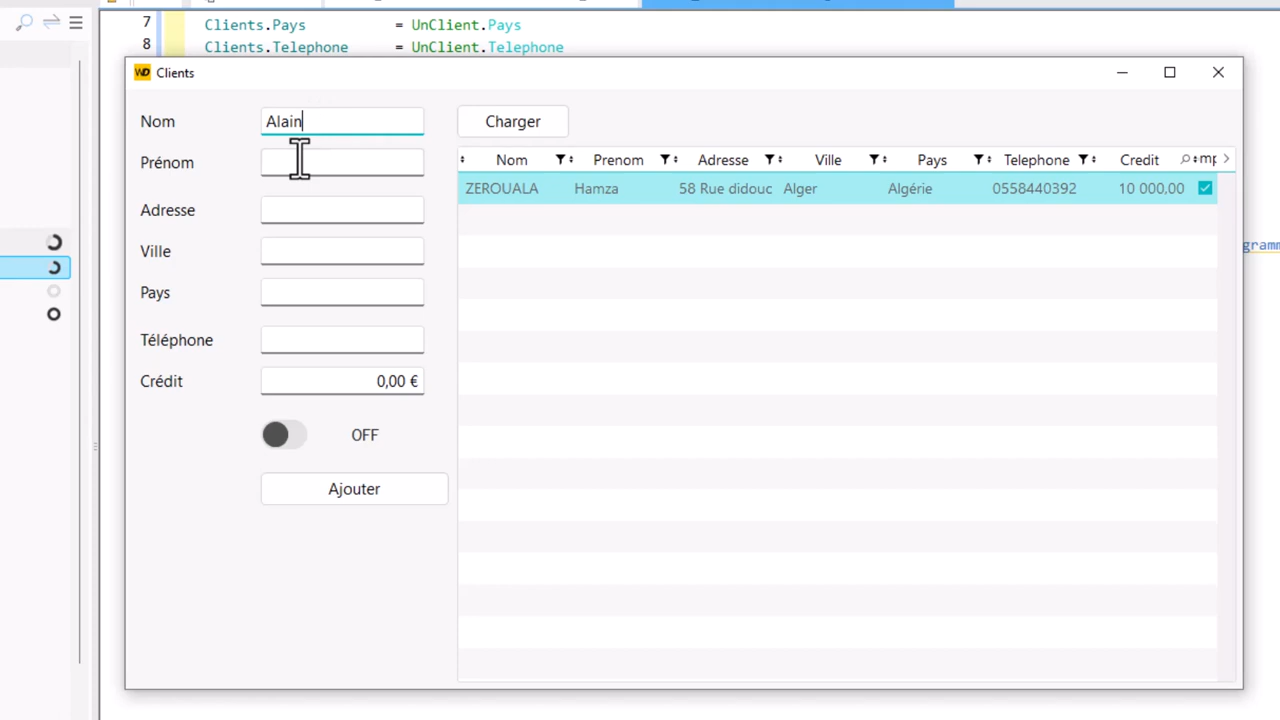 7 Clients.Pays = UnClient.Pays
8 Clients.Telephone = UnClient.Telephone
WD Clients
Nom Alain
Prénom
Adresse
Ville
Pays
Téléphone
Crédit 0,00 €
OFF
Ajouter
Charger
Nom Prenom Adresse Ville Pays Telephone Credit
ZEROUALA Hamza 58 Rue didouc Alger Algérie 0558440392 10 000,00